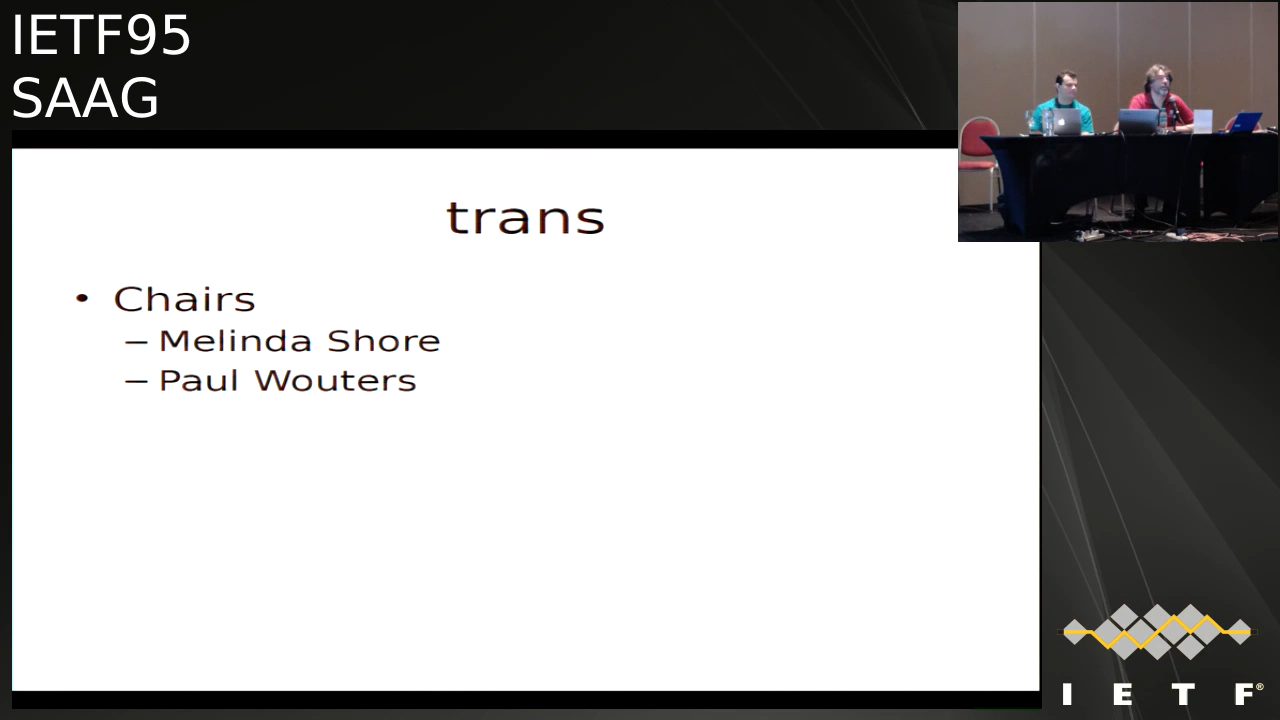 IETF95
SAAG
trans
• Chairs
– Melinda Shore
– Paul Wouters
I E T F®